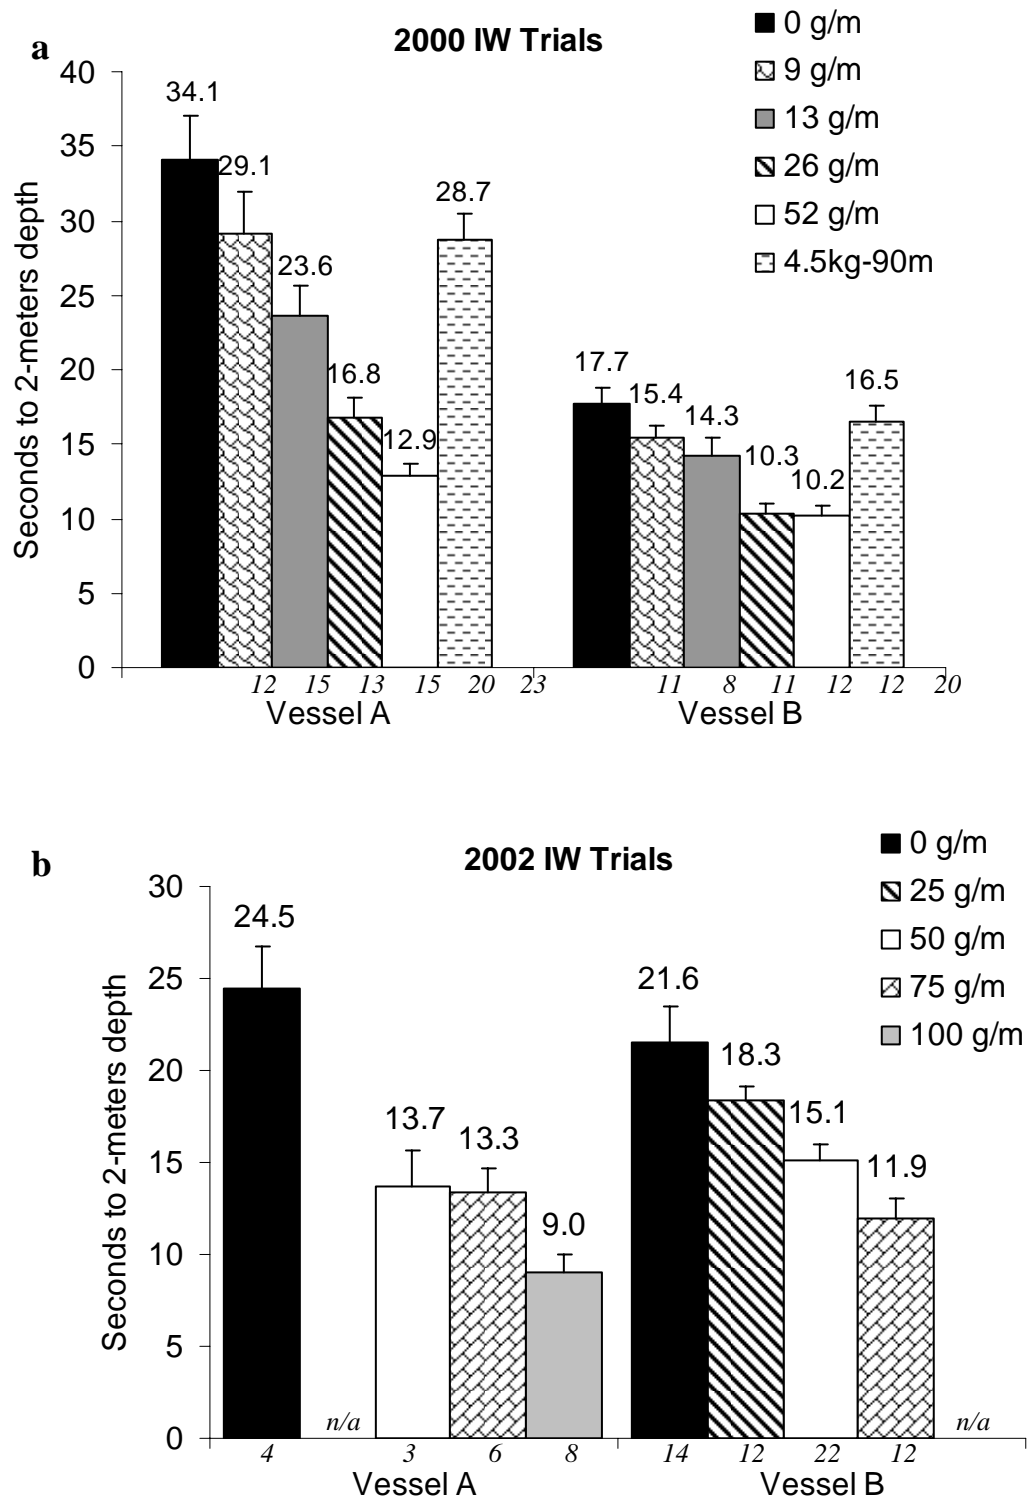 a
2000 IW Trials
0 g/m
9 g/m
13 g/m
26 g/m
52 g/m
4.5kg-90m
Seconds to 2-meters depth
40
35
30
25
20
15
10
5
0
34.1
29.1
23.6
16.8
12.9
28.7
17.7
15.4
14.3
10.3
10.2
16.5
12 15 13 15 20 23 11 8 11 12 12 20
Vessel A Vessel B
b
2002 IW Trials
0 g/m
25 g/m
50 g/m
75 g/m
100 g/m
Seconds to 2-meters depth
30
25
20
15
10
5
0
24.5
n/a
13.7
13.3
9.0
21.6
18.3
15.1
11.9
n/a
4 3 6 8 14 12 22 12
Vessel A Vessel B